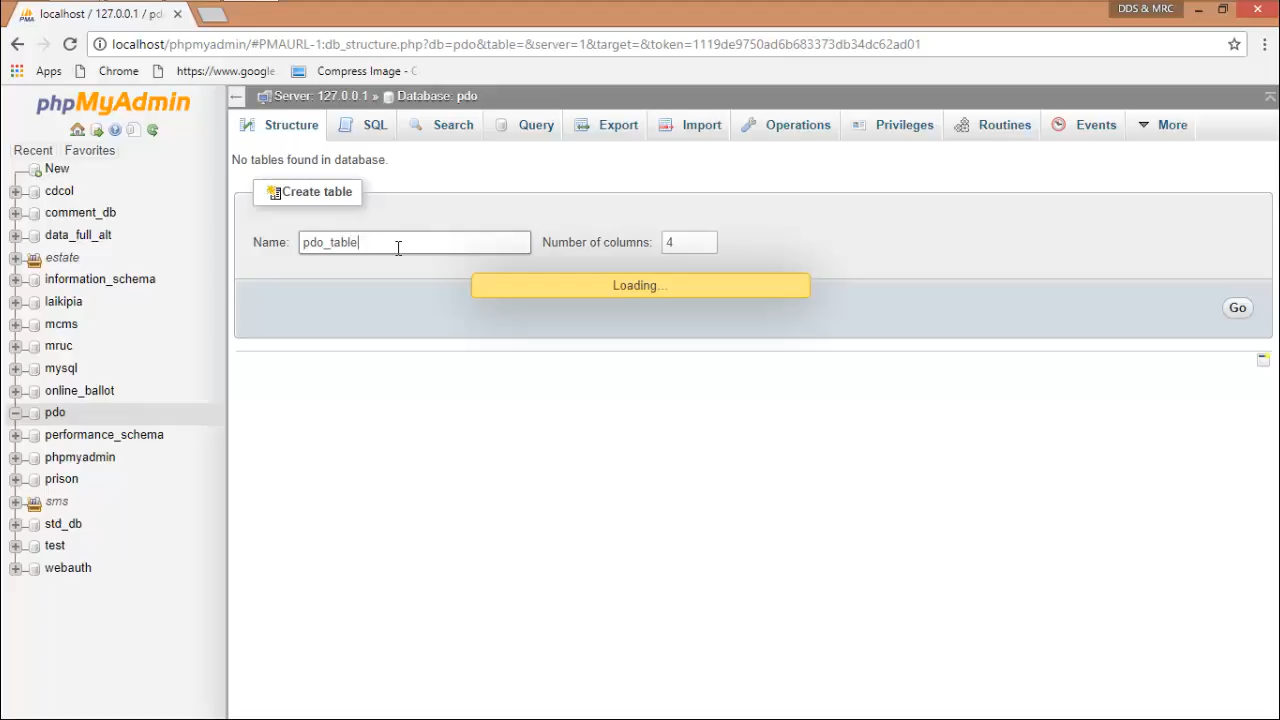 localhost / 127.0.0.1 / pd
DDS & MRC
localhost/phpmyadmin/#PMAURL-1:db_structure.php?db=pdo&table=&server=1&target=&token=1119de9750ad6b683373db34dc62ad01
Apps Chrome https://www.google Compress Image - C
phpMyAdmin
Recent Favorites
New
cdcol
comment_db
data_full_alt
estate
information_schema
laikipia
mcms
mruc
mysql
online_ballot
pdo
performance_schema
phpmyadmin
prison
sms
std_db
test
webauth
Server: 127.0.0.1 » Database: pdo
Structure SQL Search Query Export Import Operations Privileges Routines Events More
No tables found in database.
Create table
Name: pdo_table Number of columns: 4
Loading...
Go